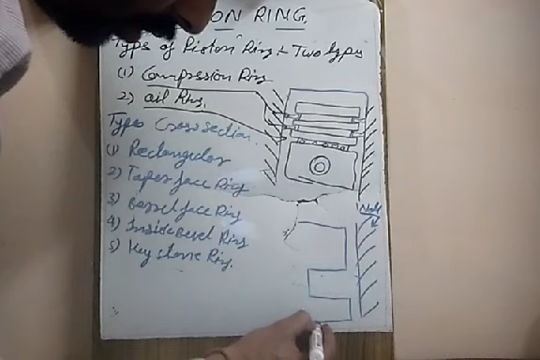 ON RING.
Types of Piston Ring :- Two types
(1) Compression Ring
2) oil Ring.
Types Cross section.
(1) Rectangular
2) Taper face Ring
3) Barrel face Ring
4) Inside Bevel Ring
5) Key stone Ring.